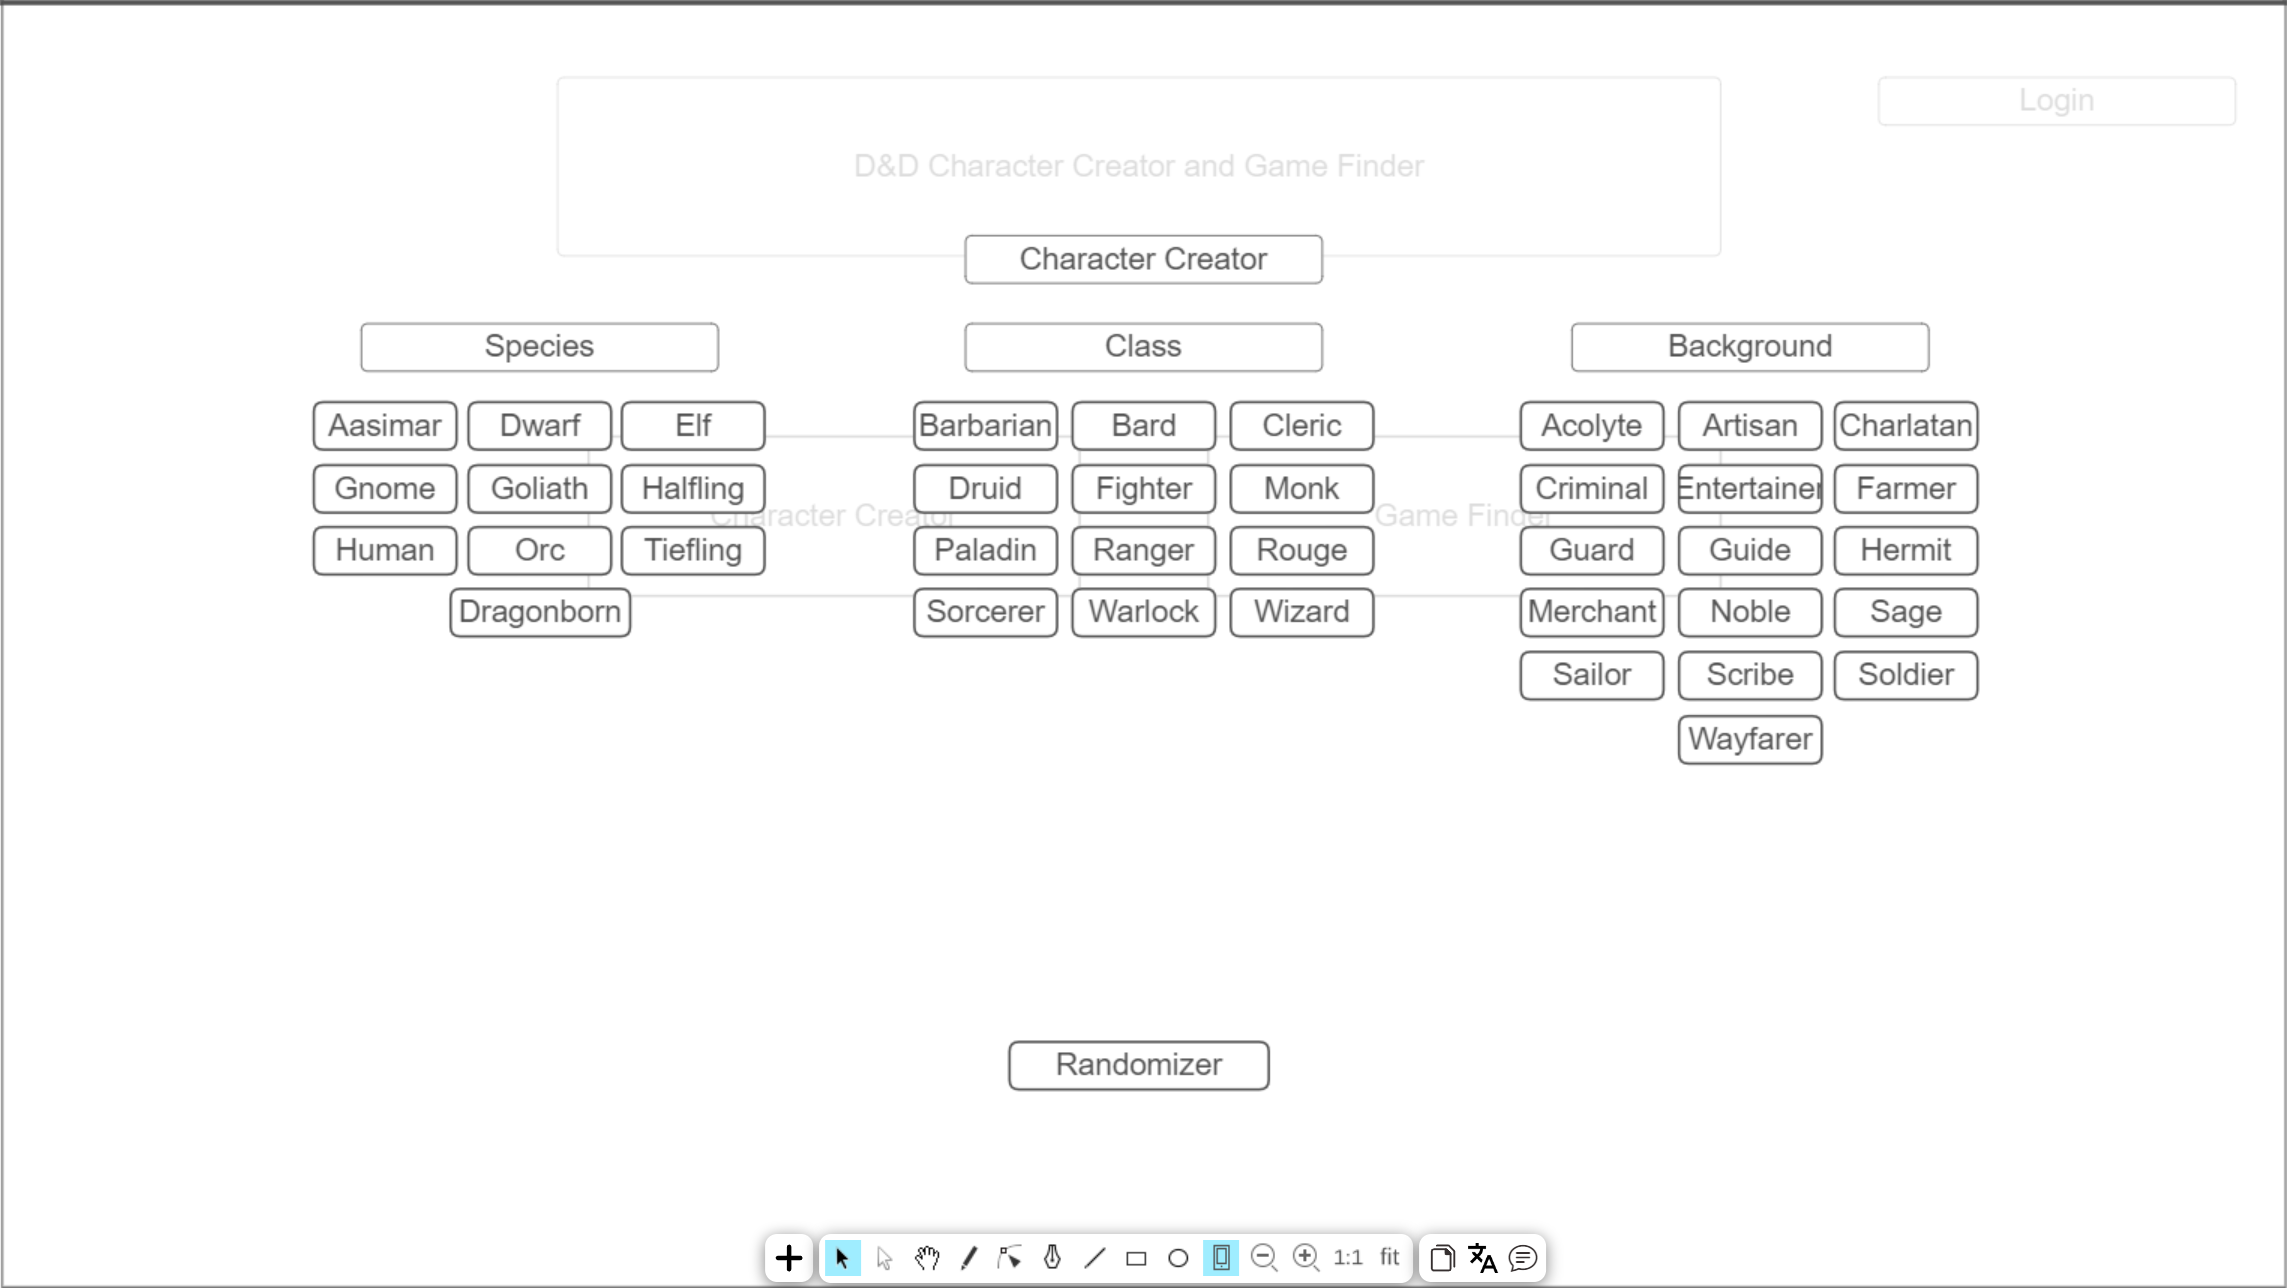 Login
D&D Character Creator and Game Finder
Character Creator
Species Class Background
Aasimar Dwarf Elf Barbarian Bard Cleric Acolyte Artisan Charlatan
Gnome Goliath Halfling Druid Fighter Monk Criminal Entertainer Farmer
Character Creator Game Finder
Human Orc Tiefling Paladin Ranger Rouge Guard Guide Hermit
Dragonborn Sorcerer Warlock Wizard Merchant Noble Sage
Sailor Scribe Soldier
Wayfarer
Randomizer
1:1 fit